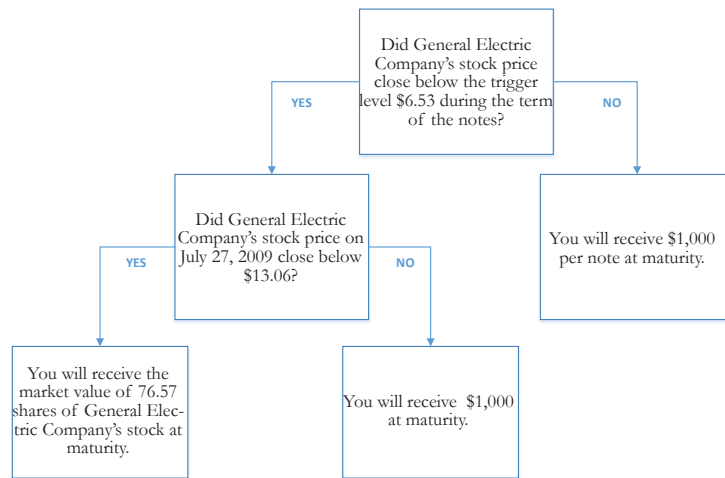 Did General Electric
Company's stock price
close below the trigger
level $6.53 during the term
of the notes?
YES
NO
Did General Electric
Company's stock price on
July 27, 2009 close below
$13.06?
You will receive $1,000
per note at maturity.
YES
NO
You will receive the
market value of 76.57
shares of General Elec-
tric Company's stock at
maturity.
You will receive $1,000
at maturity.